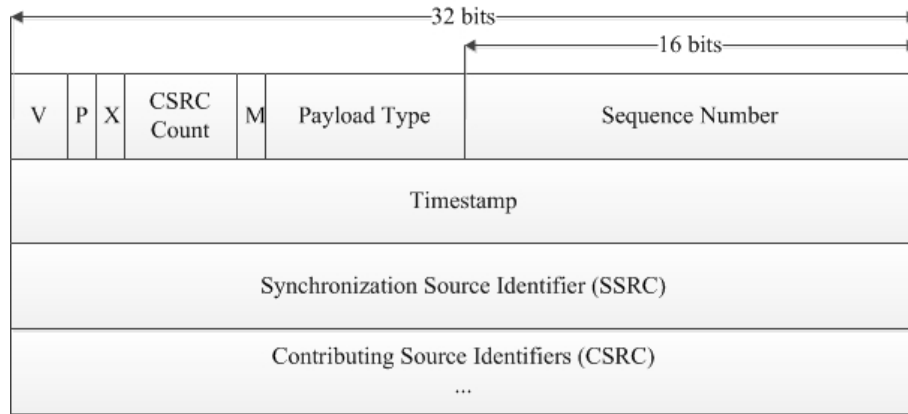 32 bits
16 bits
V P X CSRC Count M Payload Type Sequence Number
Timestamp
Synchronization Source Identifier (SSRC)
Contributing Source Identifiers (CSRC)
...